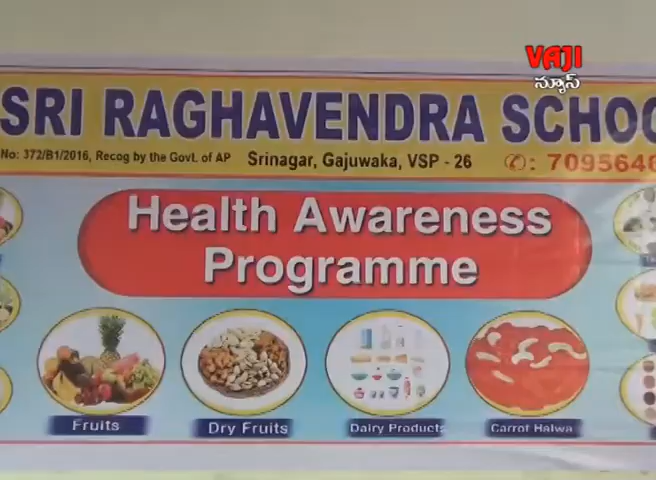 VAJI
న్యూస్
SRI RAGHAVENDRA SCHOO
No: 372/B1/2016, Recog by the Govt. of AP Srinagar, Gajuwaka, VSP - 26 ✆: 7095646
Health Awareness
Programme
Fruits Dry Fruits Dairy Products Carrot Halwa